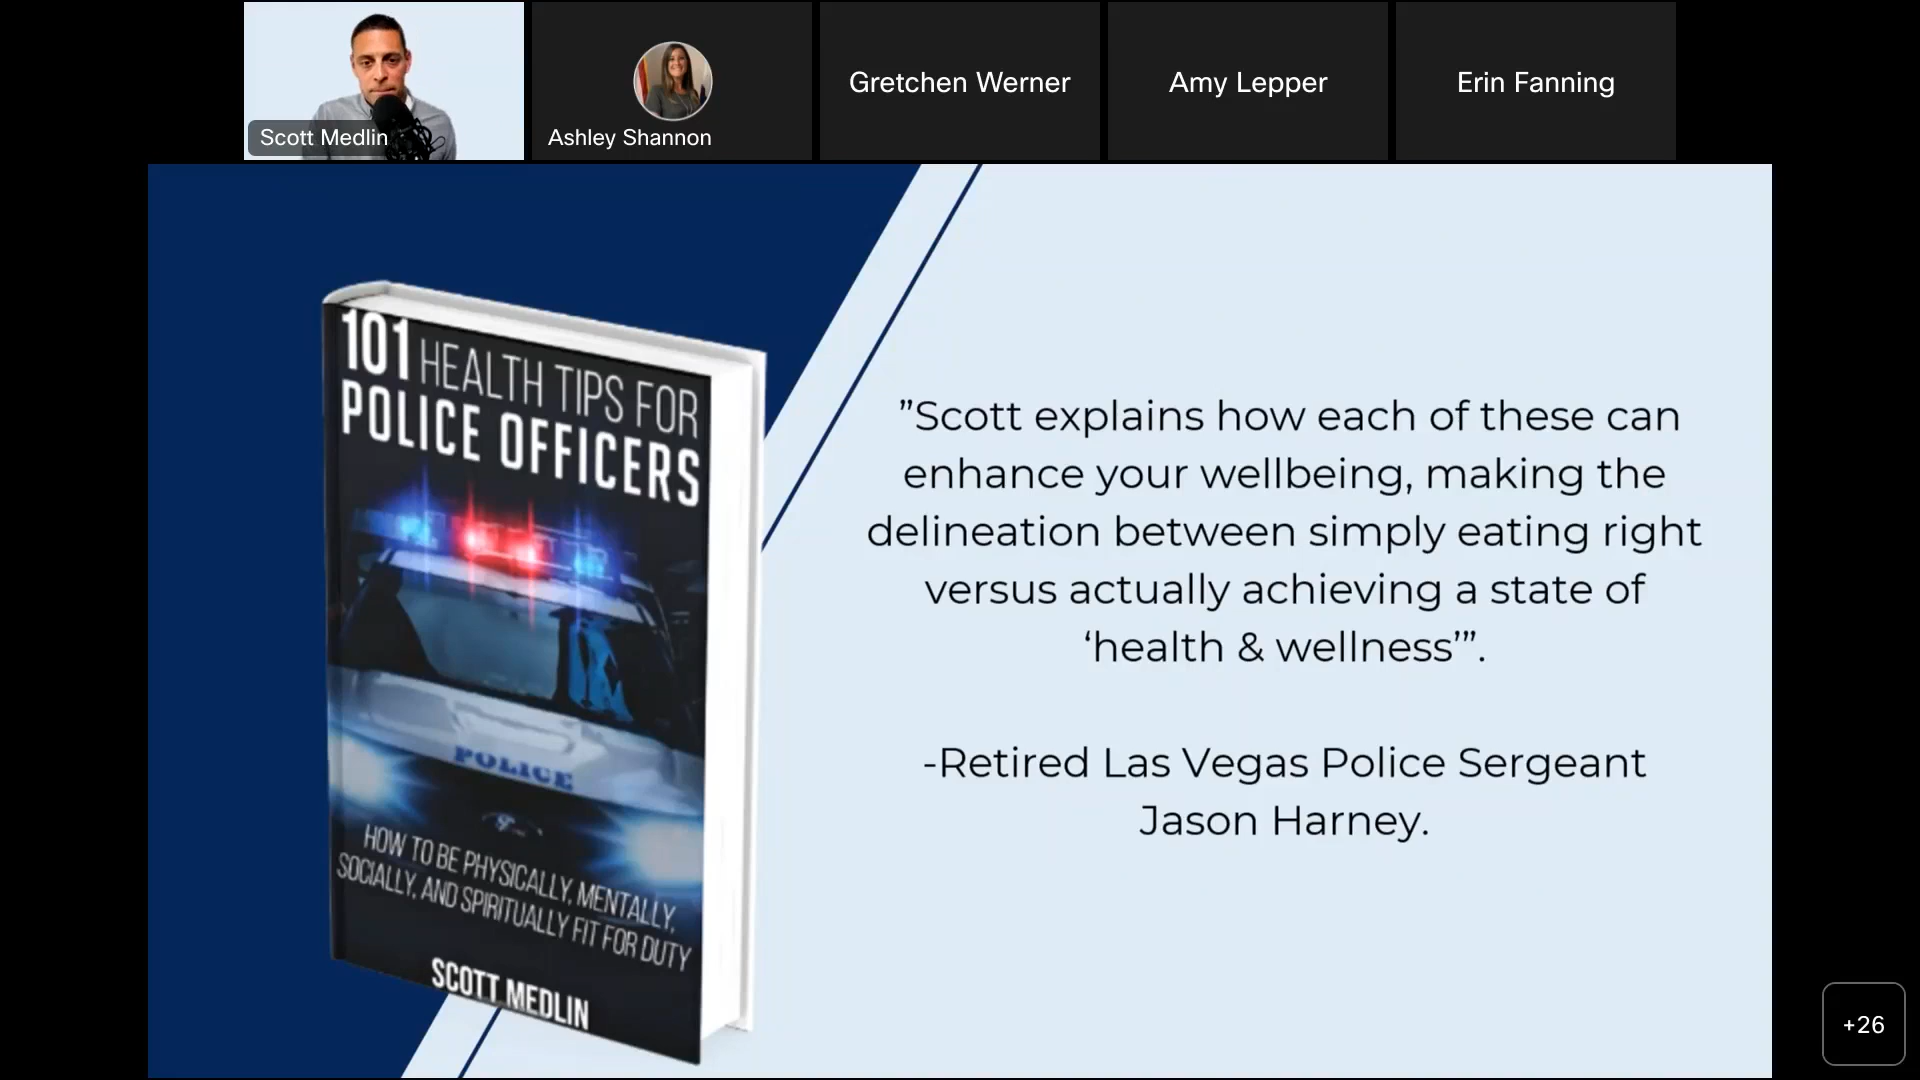 Scott Medlin
Ashley Shannon
Gretchen Werner
Amy Lepper
Erin Fanning
101 HEALTH TIPS FOR
POLICE OFFICERS
POLICE
HOW TO BE PHYSICALLY, MENTALLY,
SOCIALLY, AND SPIRITUALLY FIT FOR DUTY
SCOTT MEDLIN
”Scott explains how each of these can
enhance your wellbeing, making the
delineation between simply eating right
versus actually achieving a state of
‘health & wellness’”.
-Retired Las Vegas Police Sergeant
Jason Harney.
+26